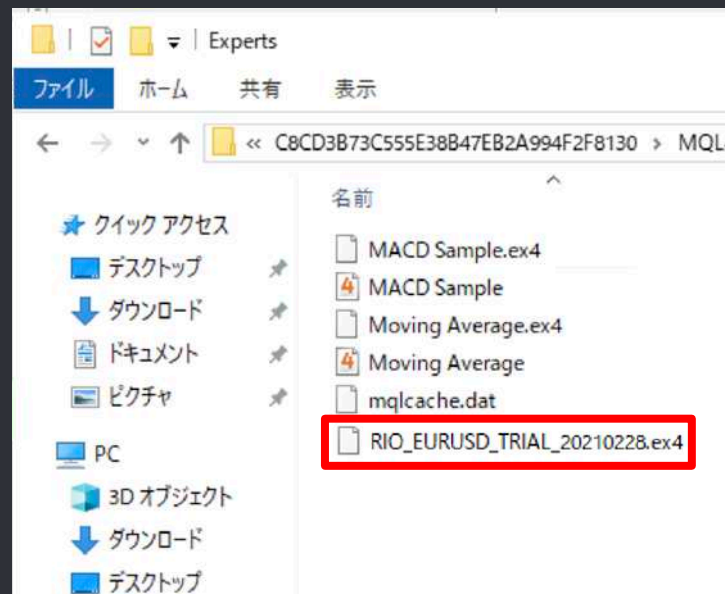 Experts
ファイル ホーム 共有 表示
« C8CD3B73C555E38B47EB2A994F2F8130 › MQL
名前
クイック アクセス
デスクトップ
ダウンロード
ドキュメント
ピクチャ
PC
3D オブジェクト
ダウンロード
デスクトップ
MACD Sample.ex4
MACD Sample
Moving Average.ex4
Moving Average
mqlcache.dat
RIO_EURUSD_TRIAL_20210228.ex4